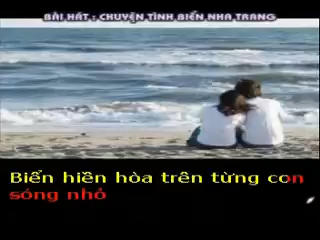 BÀI HÁT : CHUYỆN TÌNH BIỂN NHA TRANG
Biển hiền hòa trên từng con
sóng nhỏ